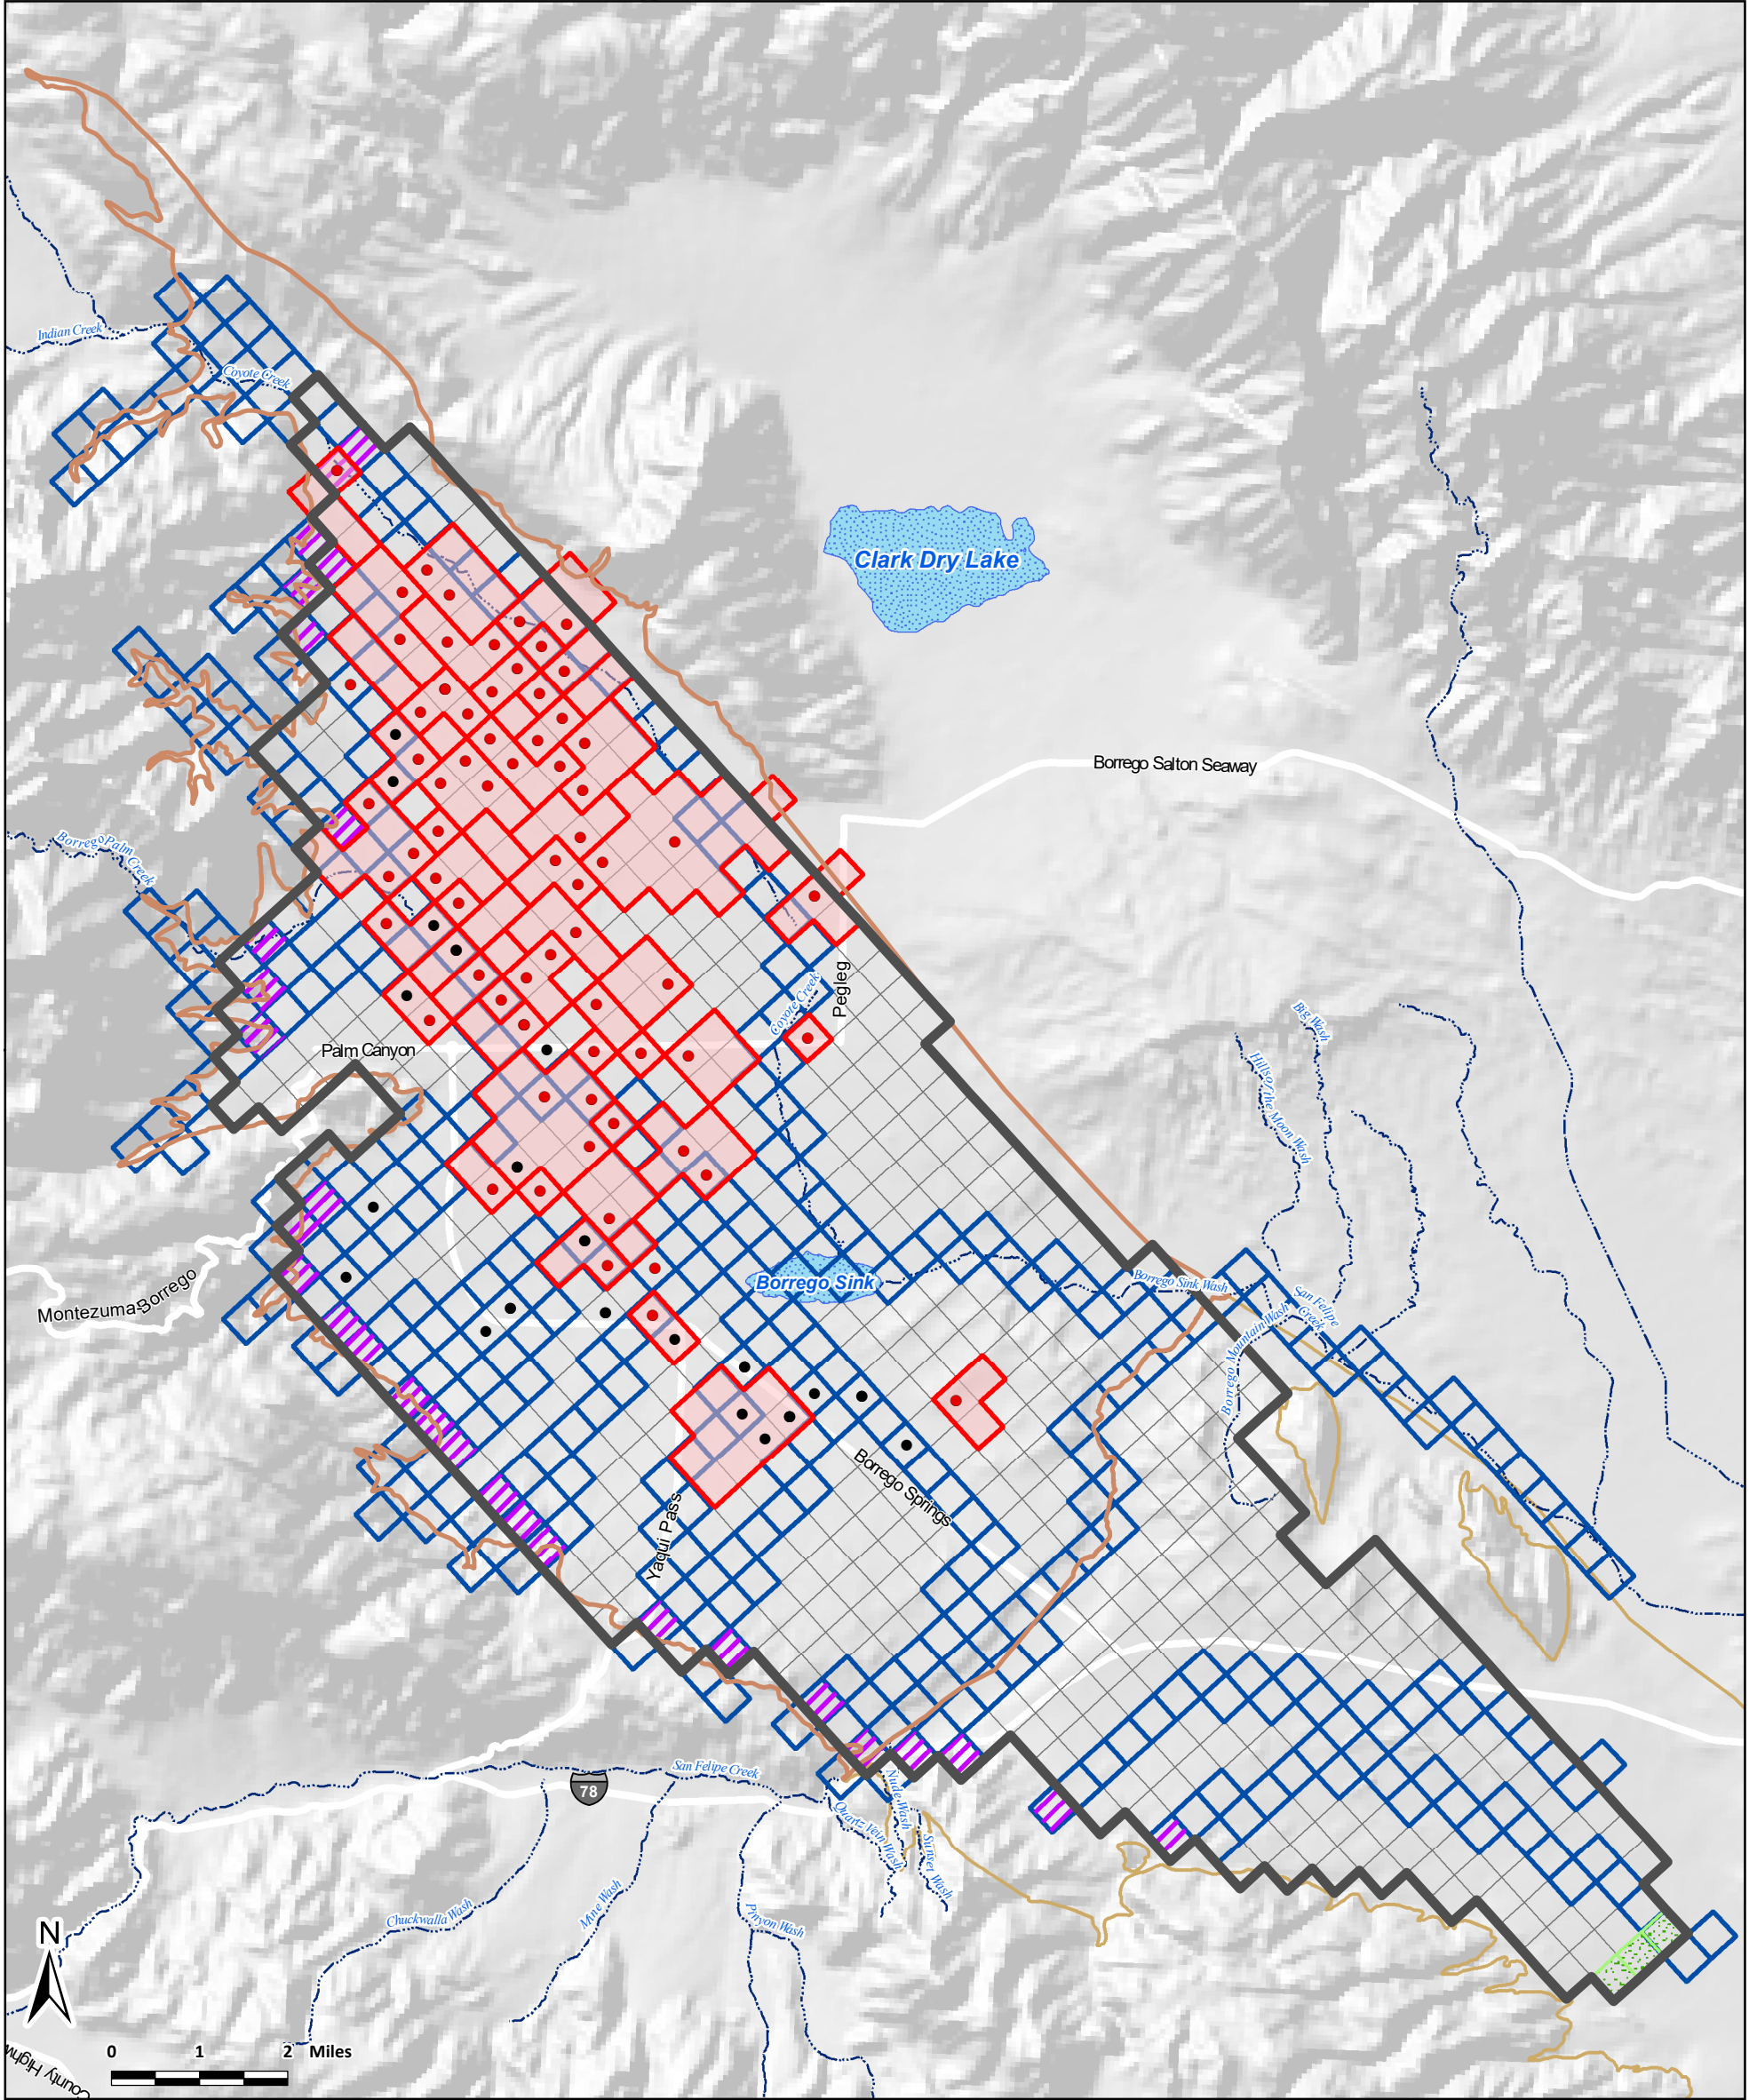 Indian Creek
Coyote Creek
Clark Dry Lake
Borrego Salton Seaway
Borrego Palm
Creek
Pegleg
Coyote Creek
Palm Canyon
Big Wash
Hills of the Moon Wash
Montezuma-Borrego
Borrego Sink
Borrego Sink Wash
San Felipe
Creek
Borrego Mountain Wash
Borrego Springs
Yaqui Pass
San Felipe Creek
78
Nude Wash
Quartz Vein Wash
Sunset Wash
Chuckwalla Wash
Mine Wash
Pinyon Wash
N
0 1 2 Miles
County Highw